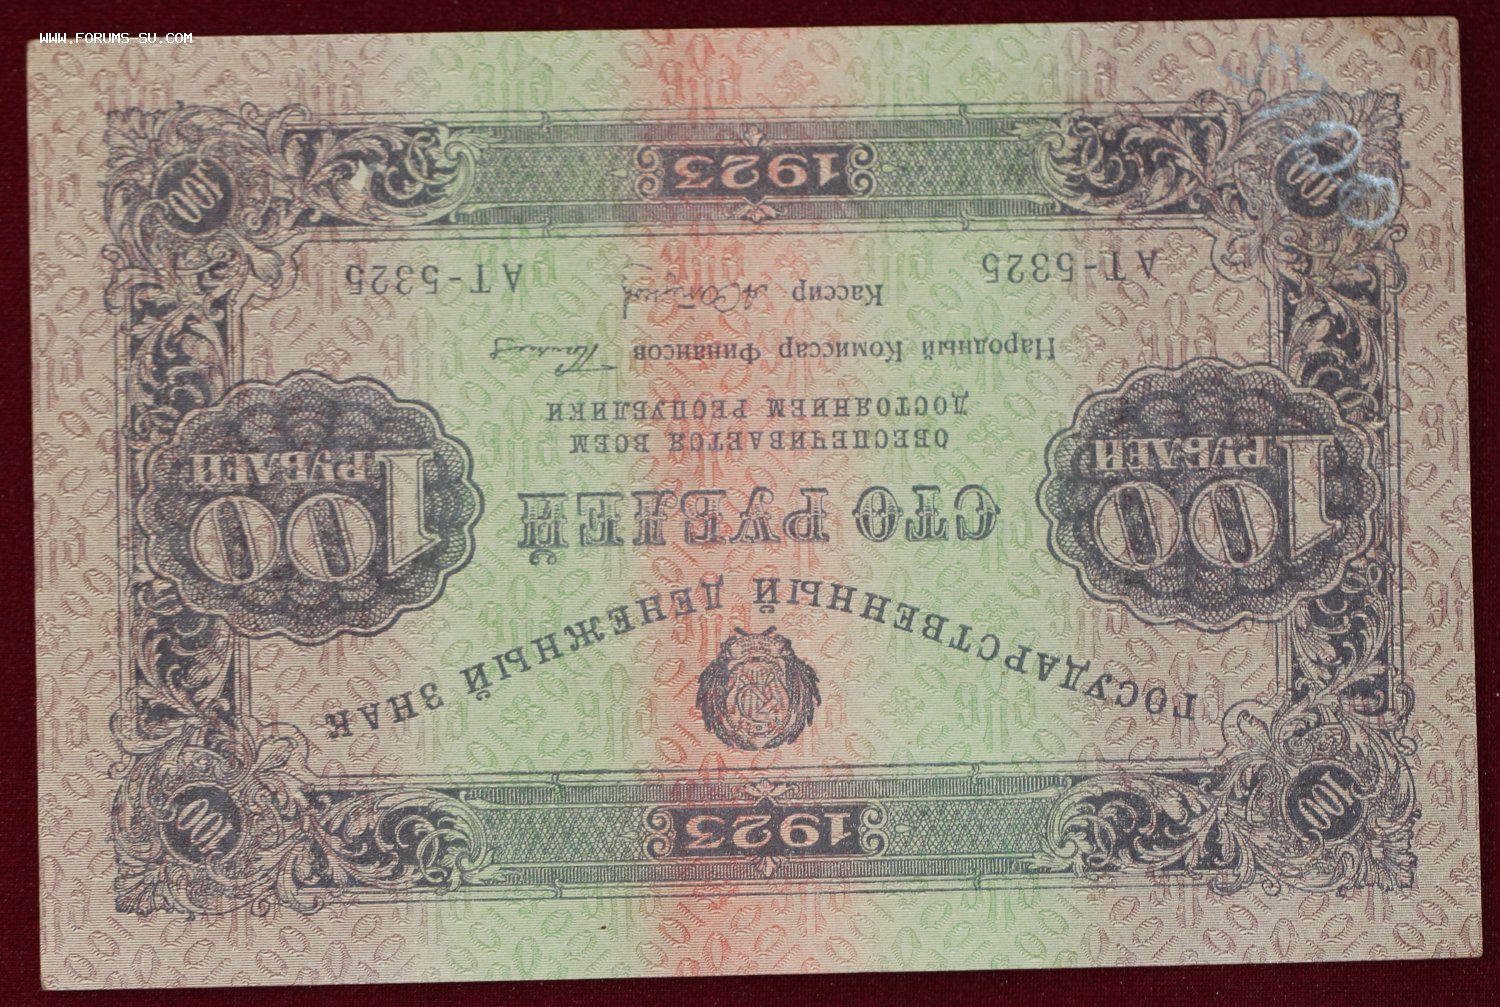 WWW.FORUMS-SU.COM
100 1923 100
ГОСУДАРСТВЕННЫЙ ДЕНЕЖНЫЙ ЗНАК
100 РУБЛЕЙ
СТО РУБЛЕЙ
100 РУБЛЕЙ
ОБЕСПЕЧИВАЕТСЯ ВСЕМ
ДОСТОЯНИЕМ РЕСПУБЛИКИ
Народный Комиссар Финансов
Кассир
АТ-5325 АТ-5325
100 1923 100